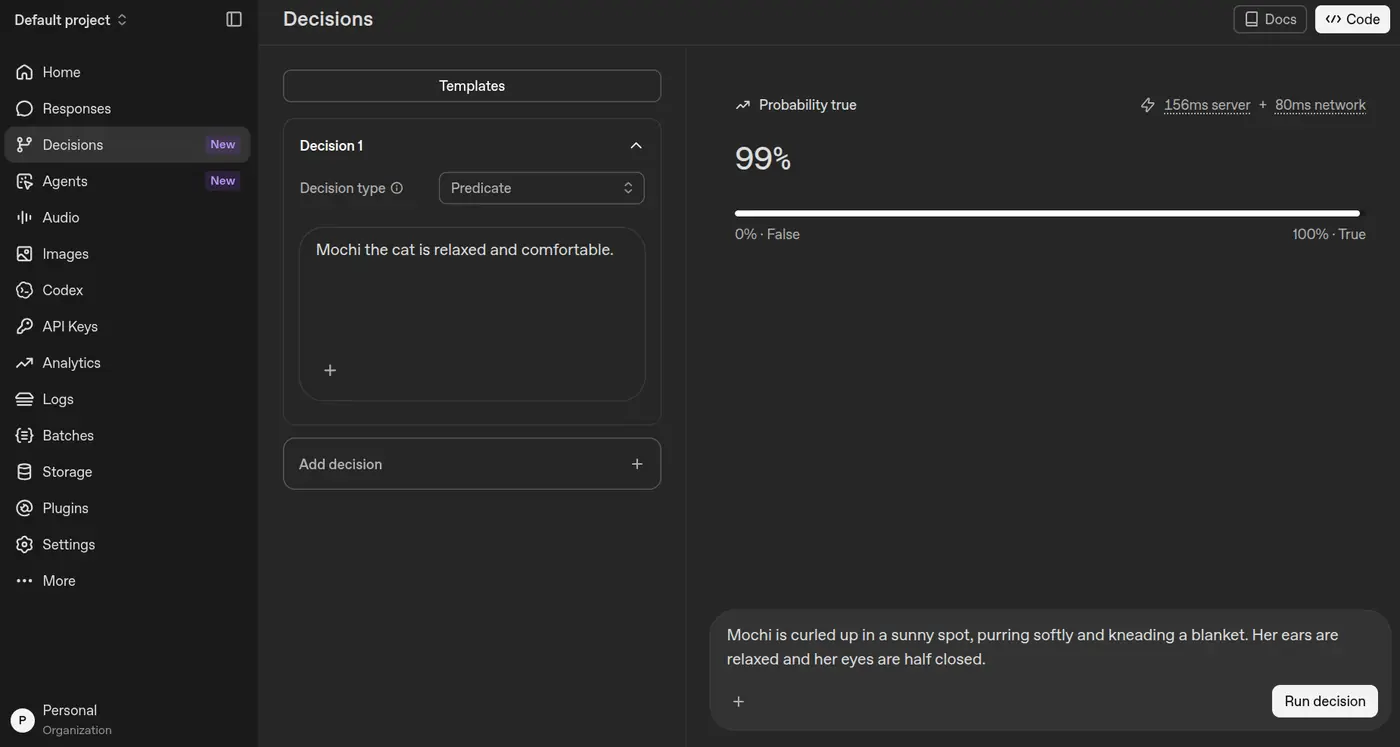 Default project
Home
Responses
Decisions New
Agents New
Audio
Images
Codex
API Keys
Analytics
Logs
Batches
Storage
Plugins
Settings
More
P
Personal
Organization
Decisions
Docs
Code
Templates
Decision 1
Decision type
Predicate
Mochi the cat is relaxed and comfortable.
Add decision
Probability true
156ms server + 80ms network
99%
0% · False
100% · True
Mochi is curled up in a sunny spot, purring softly and kneading a blanket. Her ears are
relaxed and her eyes are half closed.
Run decision